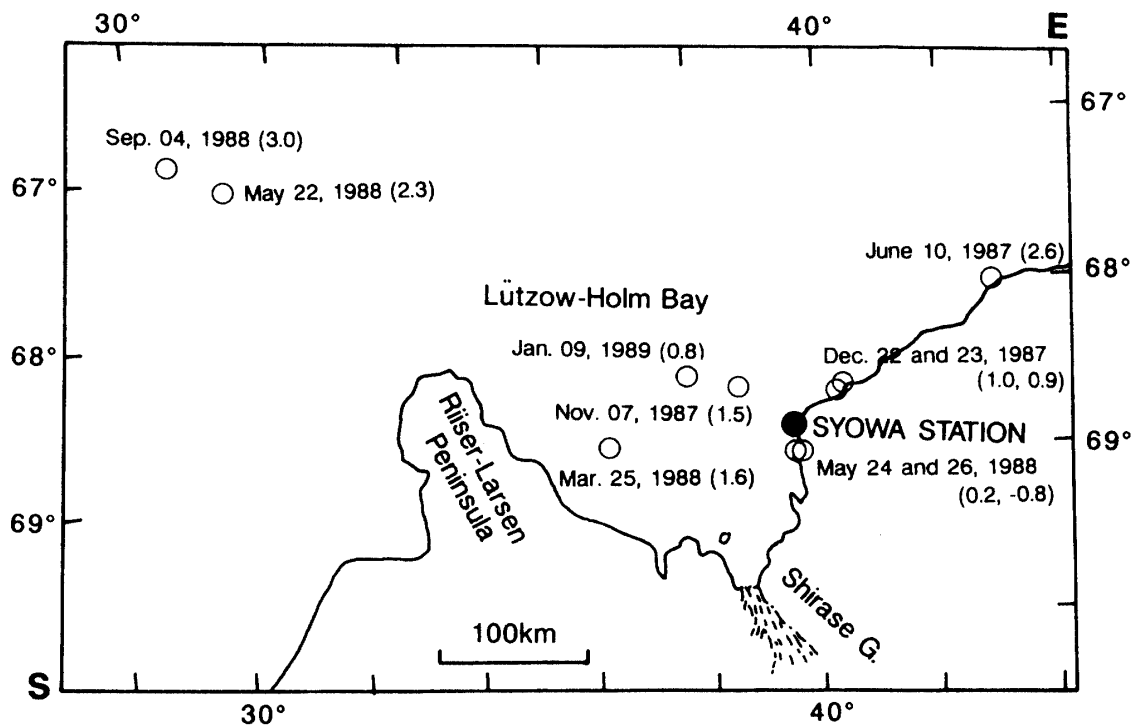 30°
40°
E
67°
Sep. 04, 1988 (3.0)
67°
May 22, 1988 (2.3)
June 10, 1987 (2.6)
68°
Lützow-Holm Bay
Jan. 09, 1989 (0.8)
68°
Dec. 22 and 23, 1987
(1.0, 0.9)
Nov. 07, 1987 (1.5)
SYOWA STATION
69°
Riiser-Larsen
Peninsula
Mar. 25, 1988 (1.6)
May 24 and 26, 1988
(0.2, -0.8)
69°
Shirase G.
100km
S
30°
40°